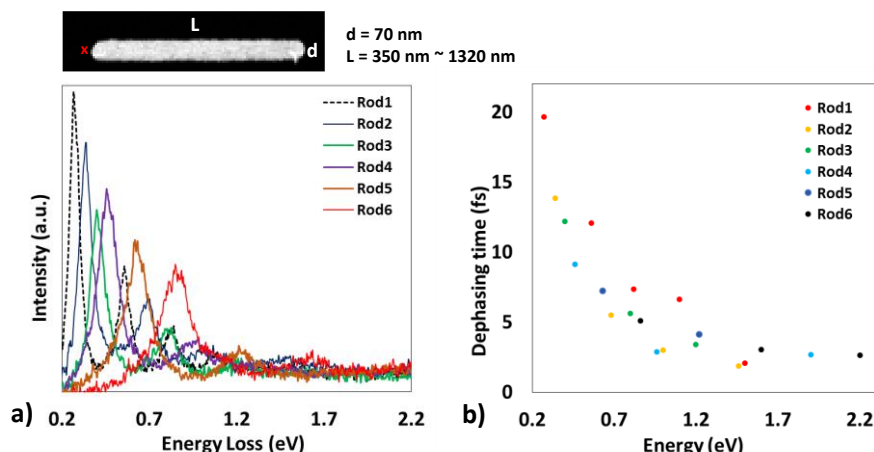 L
x
d
d = 70 nm
L = 350 nm ~ 1320 nm
Intensity (a.u.)
Rod1
Rod2
Rod3
Rod4
Rod5
Rod6
0.2 0.7 1.2 1.7 2.2
Energy Loss (eV)
a)
Dephasing time (fs)
20
15
10
5
0
Rod1
Rod2
Rod3
Rod4
Rod5
Rod6
0.2 0.7 1.2 1.7 2.2
Energy (eV)
b)